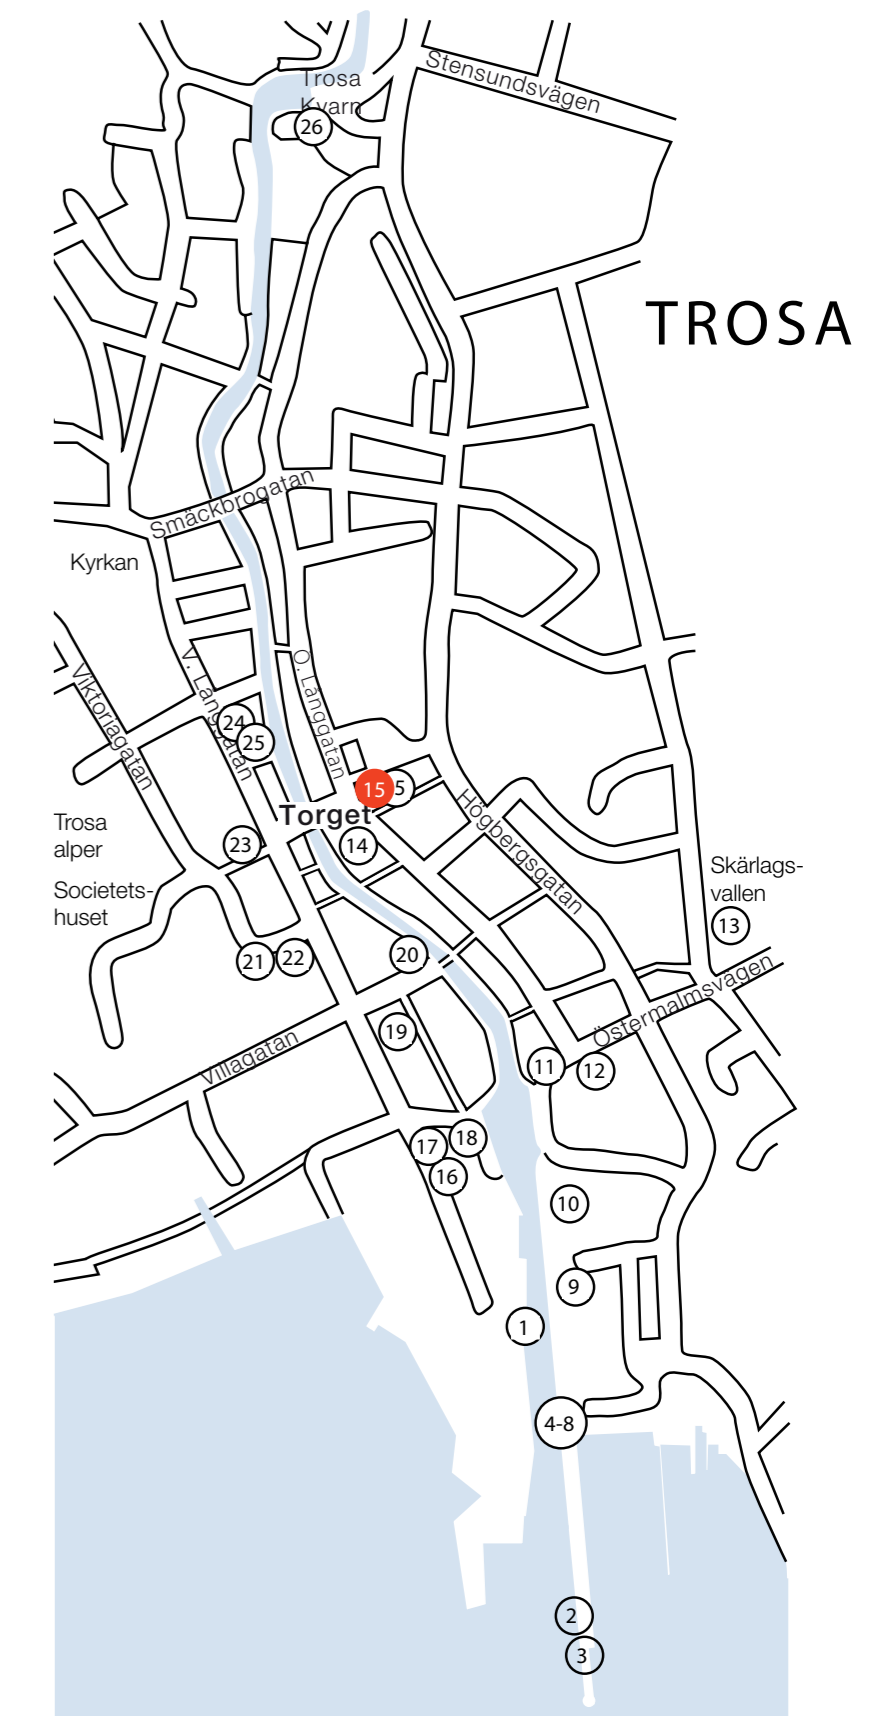 Trosa
Kvarn
26
Stensundsvägen
TROSA
Smäckbrogatan
Kyrkan
Viktoriagatan
V. Långgatan
Ö. Långgatan
24
25
15
5
Torget
Högbergsgatan
Trosa
alper
23
14
Societets-
huset
Skärlags-
vallen
13
21
22
20
Östermalmsvägen
19
Villagatan
11
12
17
18
16
10
9
1
4-8
2
3